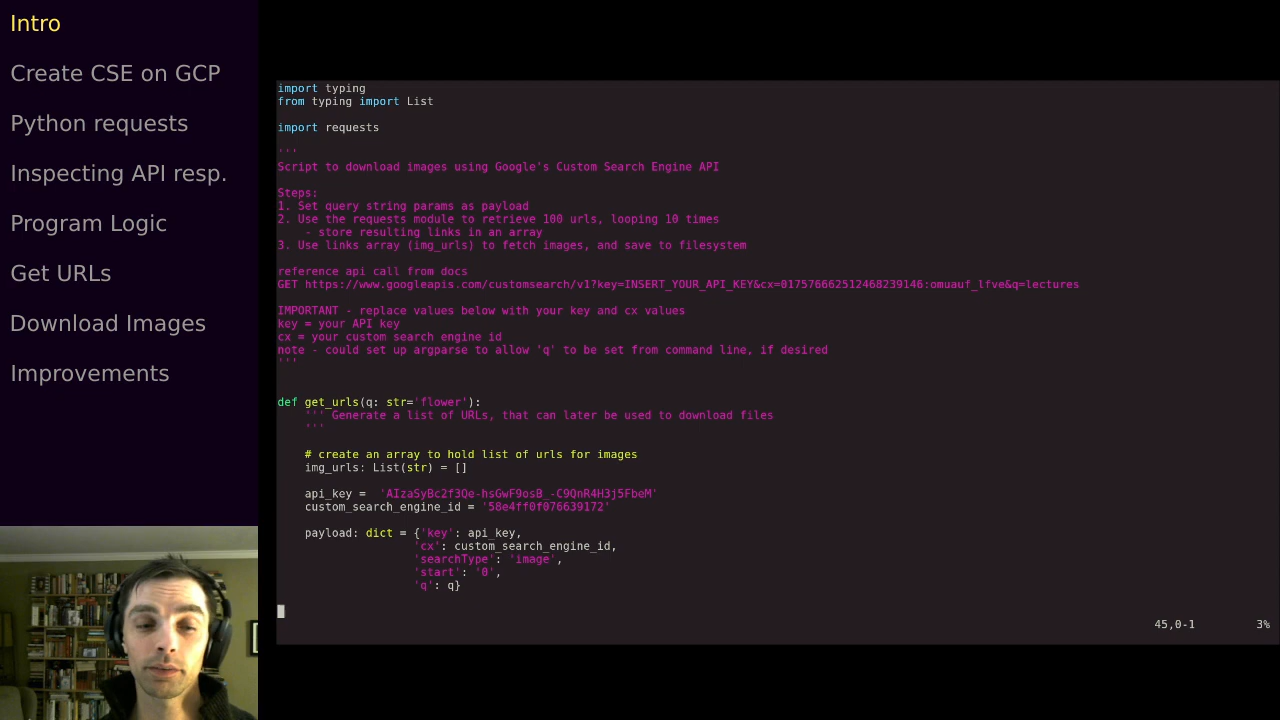 Intro
Create CSE on GCP
Python requests
Inspecting API resp.
Program Logic
Get URLs
Download Images
Improvements
import typing
from typing import List
import requests
'''
Script to download images using Google's Custom Search Engine API
Steps:
1. Set query string params as payload
2. Use the requests module to retrieve 100 urls, looping 10 times
    - store resulting links in an array
3. Use links array (img_urls) to fetch images, and save to filesystem
reference api call from docs
GET https://www.googleapis.com/customsearch/v1?key=INSERT_YOUR_API_KEY&cx=017576662512468239146:omuauf_lfve&q=lectures
IMPORTANT - replace values below with your key and cx values
key = your API key
cx = your custom search engine id
note - could set up argparse to allow 'q' to be set from command line, if desired
'''
def get_urls(q: str='flower'):
    ''' Generate a list of URLs, that can later be used to download files
    '''
    # create an array to hold list of urls for images
    img_urls: List(str) = []
    api_key =  'AIzaSyBc2f3Qe-hsGwF9osB_-C9QnR4H3j5FbeM'
    custom_search_engine_id = '58e4ff0f076639172'
    payload: dict = {'key': api_key,
                    'cx': custom_search_engine_id,
                    'searchType': 'image',
                    'start': '0',
                    'q': q}
45,0-1 3%